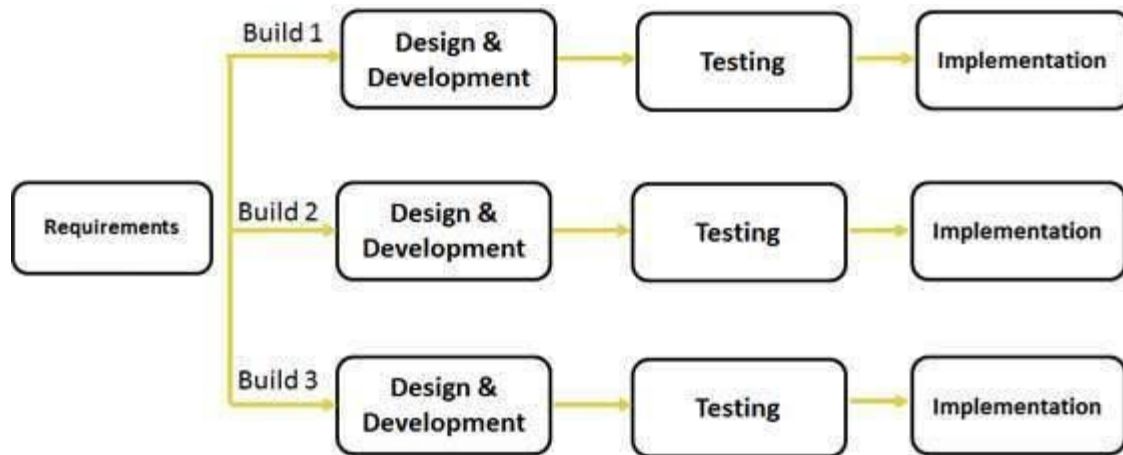 Build 1
Design &
Development
Testing
Implementation
Requirements
Build 2
Design &
Development
Testing
Implementation
Build 3
Design &
Development
Testing
Implementation